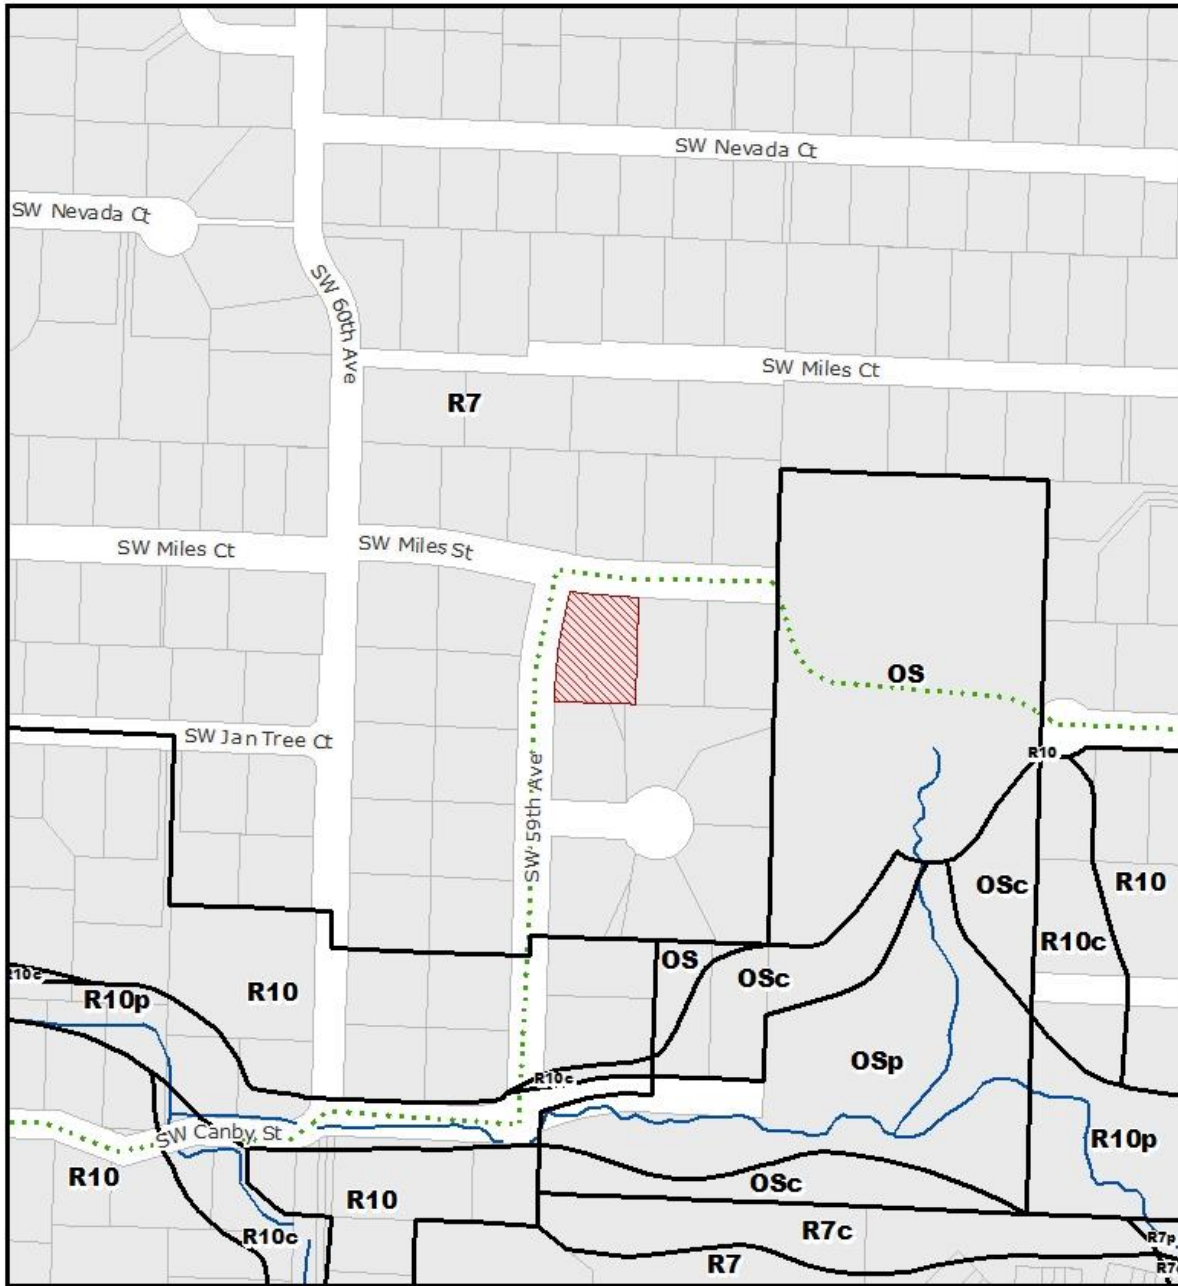 SW Nevada Ct
SW Nevada Ct
SW 60th Ave
SW Miles Ct
R7
SW Miles Ct
SW Miles St
OS
SW Jan Tree Ct
R10
SW 59th Ave
OSc
R10
R10c
OS
OSc
R10c
R10p
R10
OSp
R10c
SW Canby St
R10p
R10
R10
OSc
R10c
R7c
R7p
R7